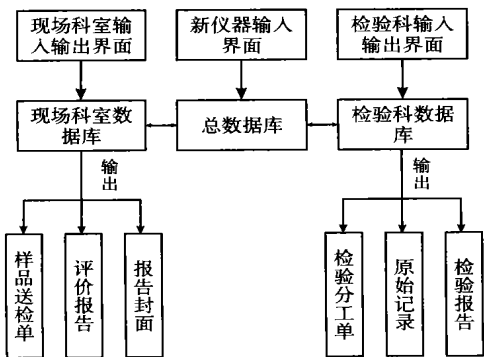 现场科室输
入输出界面
新仪器输入
界面
检验科输入
输出界面
现场科室数
据库
总数据库
检验科数据
库
输出
输出
样品送检单
评价报告
报告封面
检验分工单
原始记录
检验报告